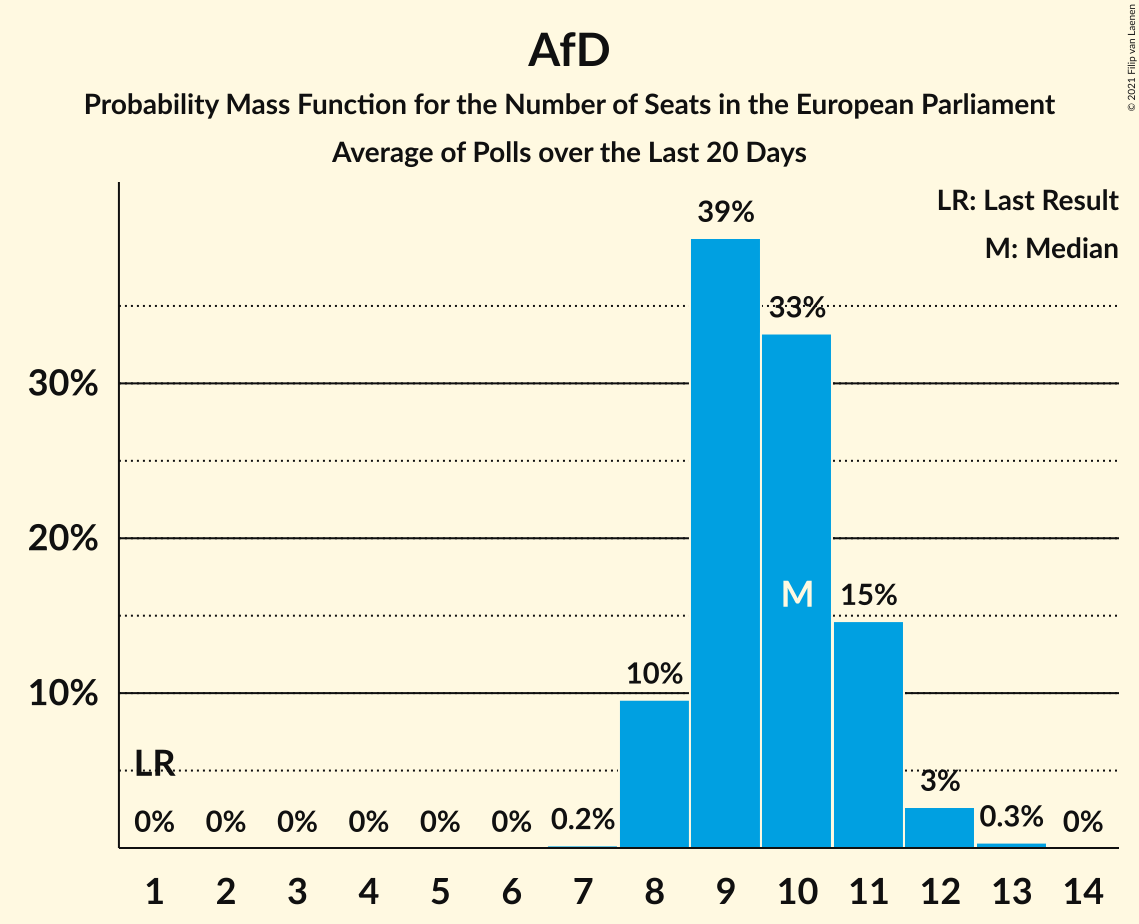 AfD
Probability Mass Function for the Number of Seats in the European Parliament
Average of Polls over the Last 20 Days
© 2021 Filip van Laenen
LR: Last Result
M: Median
39%
33%
30%
20%
M
15%
10%
10%
LR
3%
0% 0% 0% 0% 0% 0% 0.2% 0.3% 0%
1 2 3 4 5 6 7 8 9 10 11 12 13 14